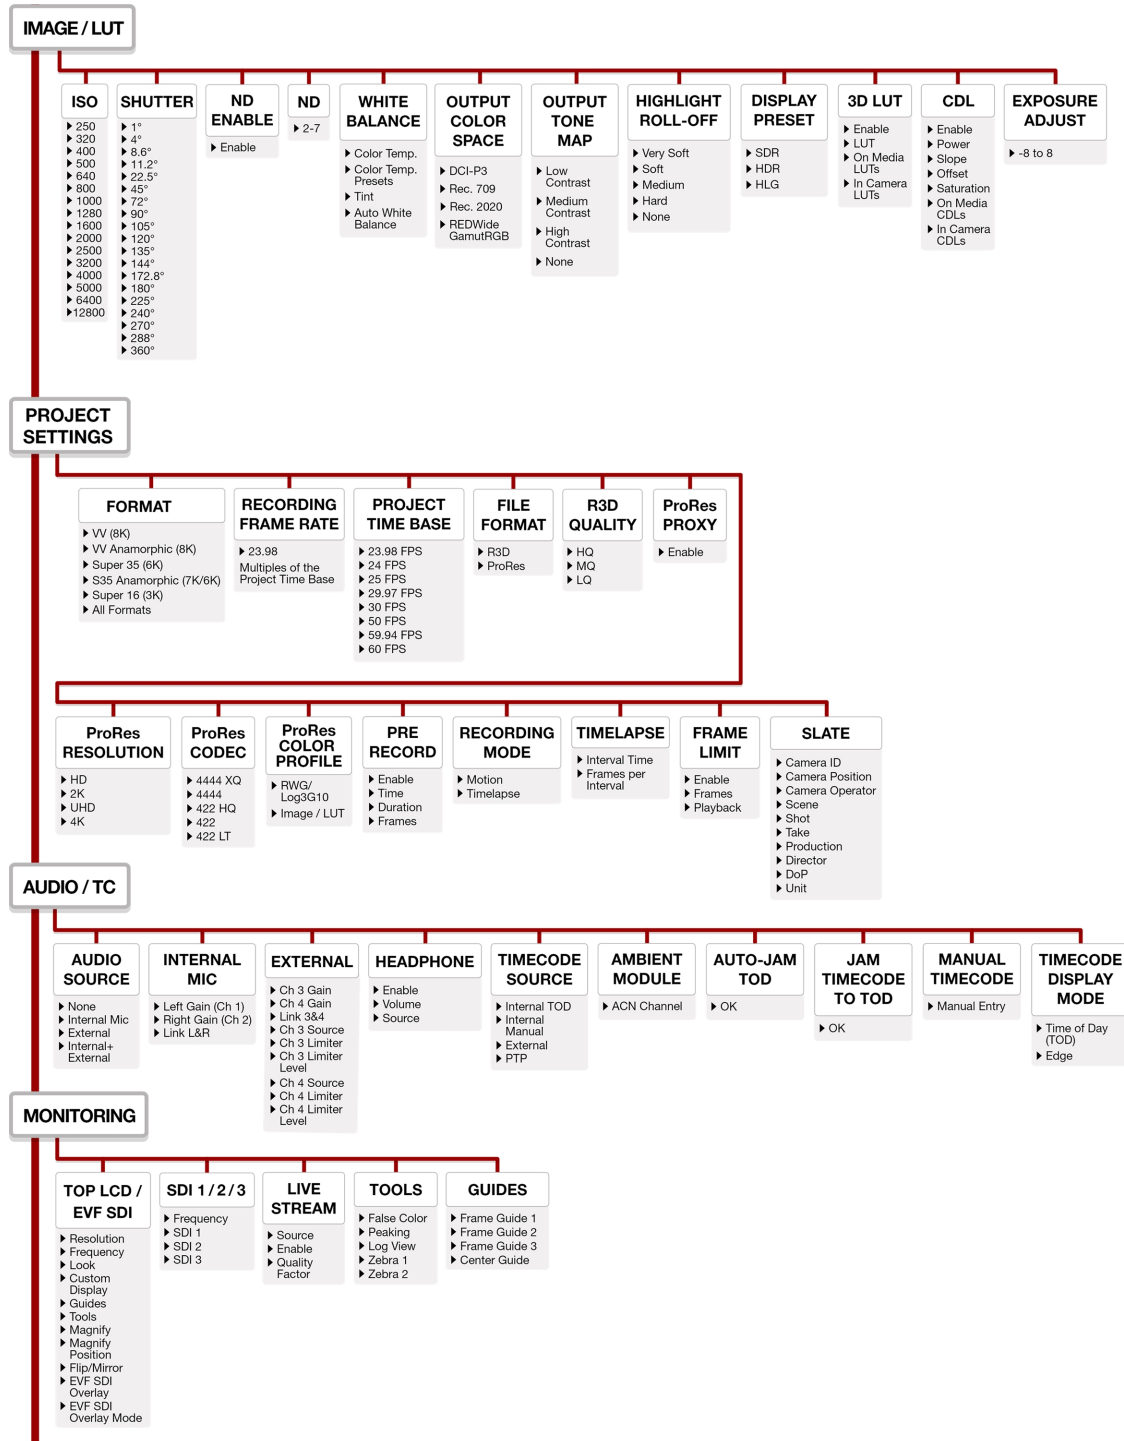 IMAGE / LUT
ISO
250
320
400
500
640
800
1000
1280
1600
2000
2500
3200
4000
5000
6400
12800
SHUTTER
1°
4°
8.6°
11.2°
22.5°
45°
72°
90°
105°
120°
135°
144°
172.8°
180°
225°
240°
270°
288°
360°
ND
ENABLE
Enable
ND
2-7
WHITE
BALANCE
Color Temp.
Color Temp.
Presets
Tint
Auto White
Balance
OUTPUT
COLOR
SPACE
DCI-P3
Rec. 709
Rec. 2020
REDWide
GamutRGB
OUTPUT
TONE
MAP
Low
Contrast
Medium
Contrast
High
Contrast
None
HIGHLIGHT
ROLL-OFF
Very Soft
Soft
Medium
Hard
None
DISPLAY
PRESET
SDR
HDR
HLG
3D LUT
Enable
LUT
On Media
LUTs
In Camera
LUTs
CDL
Enable
Power
Slope
Offset
Saturation
On Media
CDLs
In Camera
CDLs
EXPOSURE
ADJUST
-8 to 8
PROJECT
SETTINGS
FORMAT
VV (8K)
VV Anamorphic (8K)
Super 35 (6K)
S35 Anamorphic (7K/6K)
Super 16 (3K)
All Formats
RECORDING
FRAME RATE
23.98
Multiples of the
Project Time Base
PROJECT
TIME BASE
23.98 FPS
24 FPS
25 FPS
29.97 FPS
30 FPS
50 FPS
59.94 FPS
60 FPS
FILE
FORMAT
R3D
ProRes
R3D
QUALITY
HQ
MQ
LQ
ProRes
PROXY
Enable
ProRes
RESOLUTION
HD
2K
UHD
4K
ProRes
CODEC
4444 XQ
4444
422 HQ
422
422 LT
ProRes
COLOR
PROFILE
RWG/
Log3G10
Image / LUT
PRE
RECORD
Enable
Time
Duration
Frames
RECORDING
MODE
Motion
Timelapse
TIMELAPSE
Interval Time
Frames per
Interval
FRAME
LIMIT
Enable
Frames
Playback
SLATE
Camera ID
Camera Position
Camera Operator
Scene
Shot
Take
Production
Director
DoP
Unit
AUDIO / TC
AUDIO
SOURCE
None
Internal Mic
External
Internal+
External
INTERNAL
MIC
Left Gain (Ch 1)
Right Gain (Ch 2)
Link L&R
EXTERNAL
Ch 3 Gain
Ch 4 Gain
Link 3&4
Ch 3 Source
Ch 3 Limiter
Ch 3 Limiter
Level
Ch 4 Source
Ch 4 Limiter
Ch 4 Limiter
Level
HEADPHONE
Enable
Volume
Source
TIMECODE
SOURCE
Internal TOD
Internal
Manual
External
PTP
AMBIENT
MODULE
ACN Channel
AUTO-JAM
TOD
OK
JAM
TIMECODE
TO TOD
OK
MANUAL
TIMECODE
Manual Entry
TIMECODE
DISPLAY
MODE
Time of Day
(TOD)
Edge
MONITORING
TOP LCD /
EVF SDI
Resolution
Frequency
Look
Custom
Display
Guides
Tools
Magnify
Magnify
Position
Flip/Mirror
EVF SDI
Overlay
EVF SDI
Overlay Mode
SDI 1 / 2 / 3
Frequency
SDI 1
SDI 2
SDI 3
LIVE
STREAM
Source
Enable
Quality
Factor
TOOLS
False Color
Peaking
Log View
Zebra 1
Zebra 2
GUIDES
Frame Guide 1
Frame Guide 2
Frame Guide 3
Center Guide